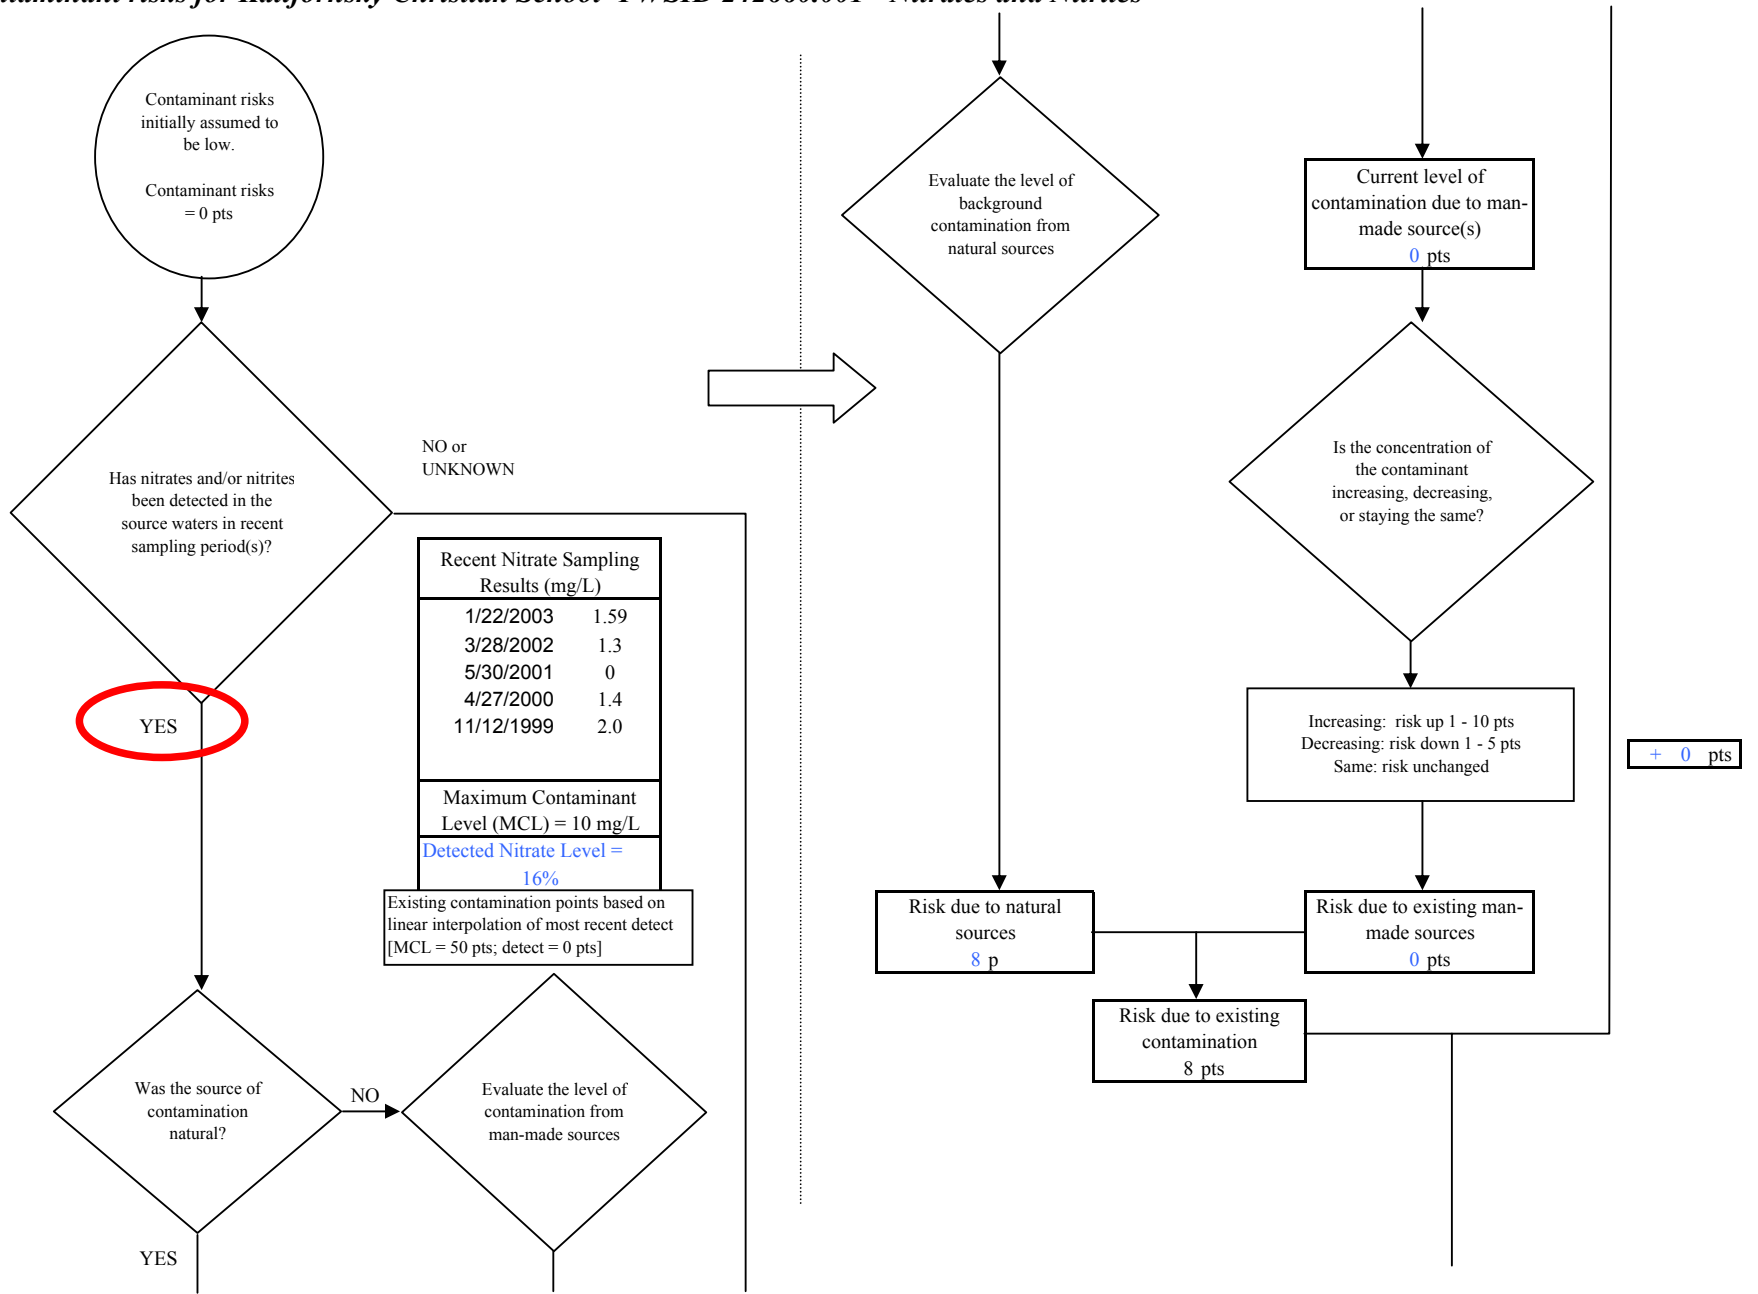 Contaminant risks
initially assumed to
be low.
Contaminant risks
= 0 pts
Has nitrates and/or nitrites
been detected in the
source waters in recent
sampling period(s)?
NO or
UNKNOWN
YES
Recent Nitrate Sampling
Results (mg/L)
1/22/2003 1.59
3/28/2002 1.3
5/30/2001 0
4/27/2000 1.4
11/12/1999 2.0
Maximum Contaminant
Level (MCL) = 10 mg/L
Detected Nitrate Level =
16%
Existing contamination points based on
linear interpolation of most recent detect
[MCL = 50 pts; detect = 0 pts]
Was the source of
contamination
natural?
NO
YES
Evaluate the level of
contamination from
man-made sources
Evaluate the level of
background
contamination from
natural sources
Current level of
contamination due to man-
made source(s)
0 pts
Is the concentration of
the contaminant
increasing, decreasing,
or staying the same?
Increasing: risk up 1 - 10 pts
Decreasing: risk down 1 - 5 pts
Same: risk unchanged
+ 0 pts
Risk due to natural
sources
8 p
Risk due to existing man-
made sources
0 pts
Risk due to existing
contamination
8 pts